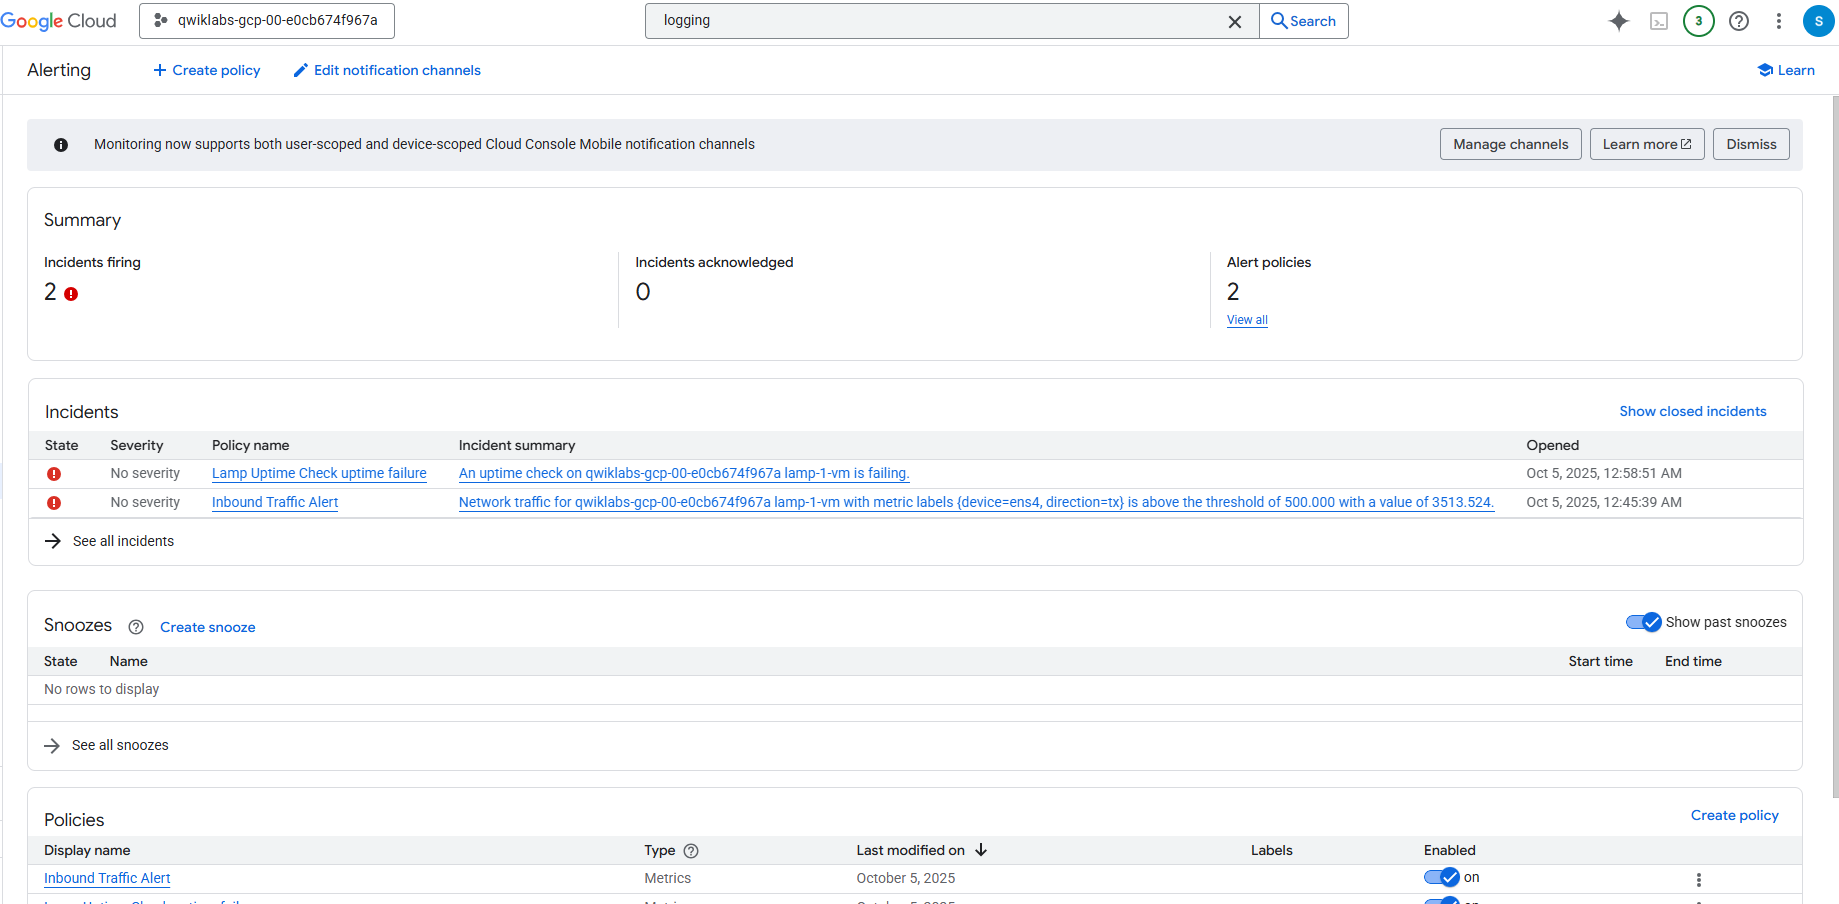 Google Cloud
qwiklabs-gcp-00-e0cb674f967a
logging
Search
3
S
Alerting
Create policy
Edit notification channels
Learn
Monitoring now supports both user-scoped and device-scoped Cloud Console Mobile notification channels
Manage channels
Learn more
Dismiss
Summary
Incidents firing
2
Incidents acknowledged
0
Alert policies
2
View all
Incidents
Show closed incidents
State Severity Policy name Incident summary Opened
No severity Lamp Uptime Check uptime failure An uptime check on qwiklabs-gcp-00-e0cb674f967a lamp-1-vm is failing. Oct 5, 2025, 12:58:51 AM
No severity Inbound Traffic Alert Network traffic for qwiklabs-gcp-00-e0cb674f967a lamp-1-vm with metric labels {device=ens4, direction=tx} is above the threshold of 500.000 with a value of 3513.524. Oct 5, 2025, 12:45:39 AM
See all incidents
Snoozes
Create snooze
Show past snoozes
State Name Start time End time
No rows to display
See all snoozes
Policies
Create policy
Display name Type Last modified on Labels Enabled
Inbound Traffic Alert Metrics October 5, 2025 on